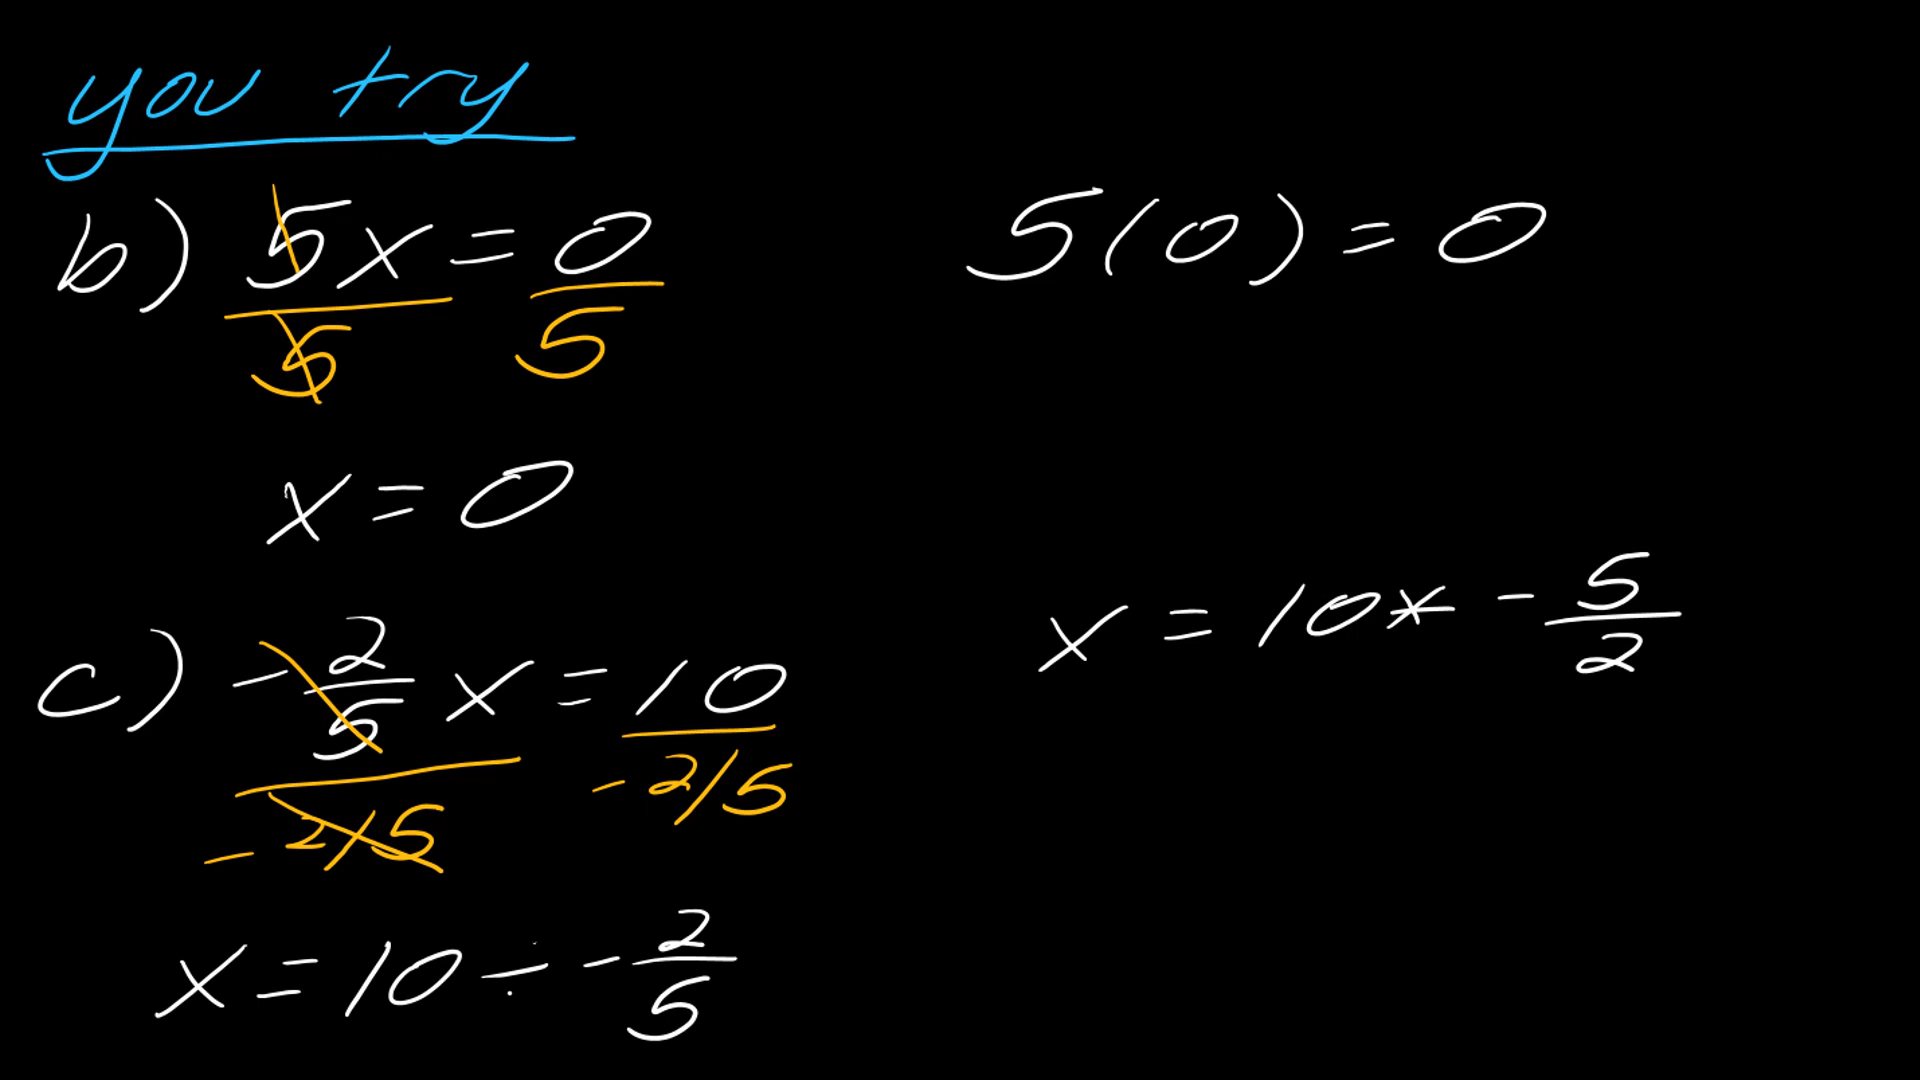 you try
b) 5x = 0
5 5
x = 0
5(0) = 0
c) - 2/5 x = 10
- 2/5 - 2/5
x = 10 ÷ - 2/5
x = 10 * - 5/2